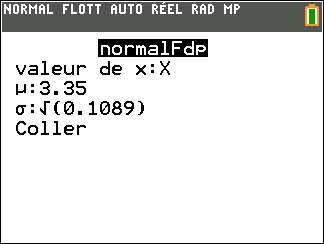 NORMAL FLOTT AUTO RÉEL RAD MP
normalFdp
valeur de x:X
µ:3.35
σ:√(0.1089)
Coller